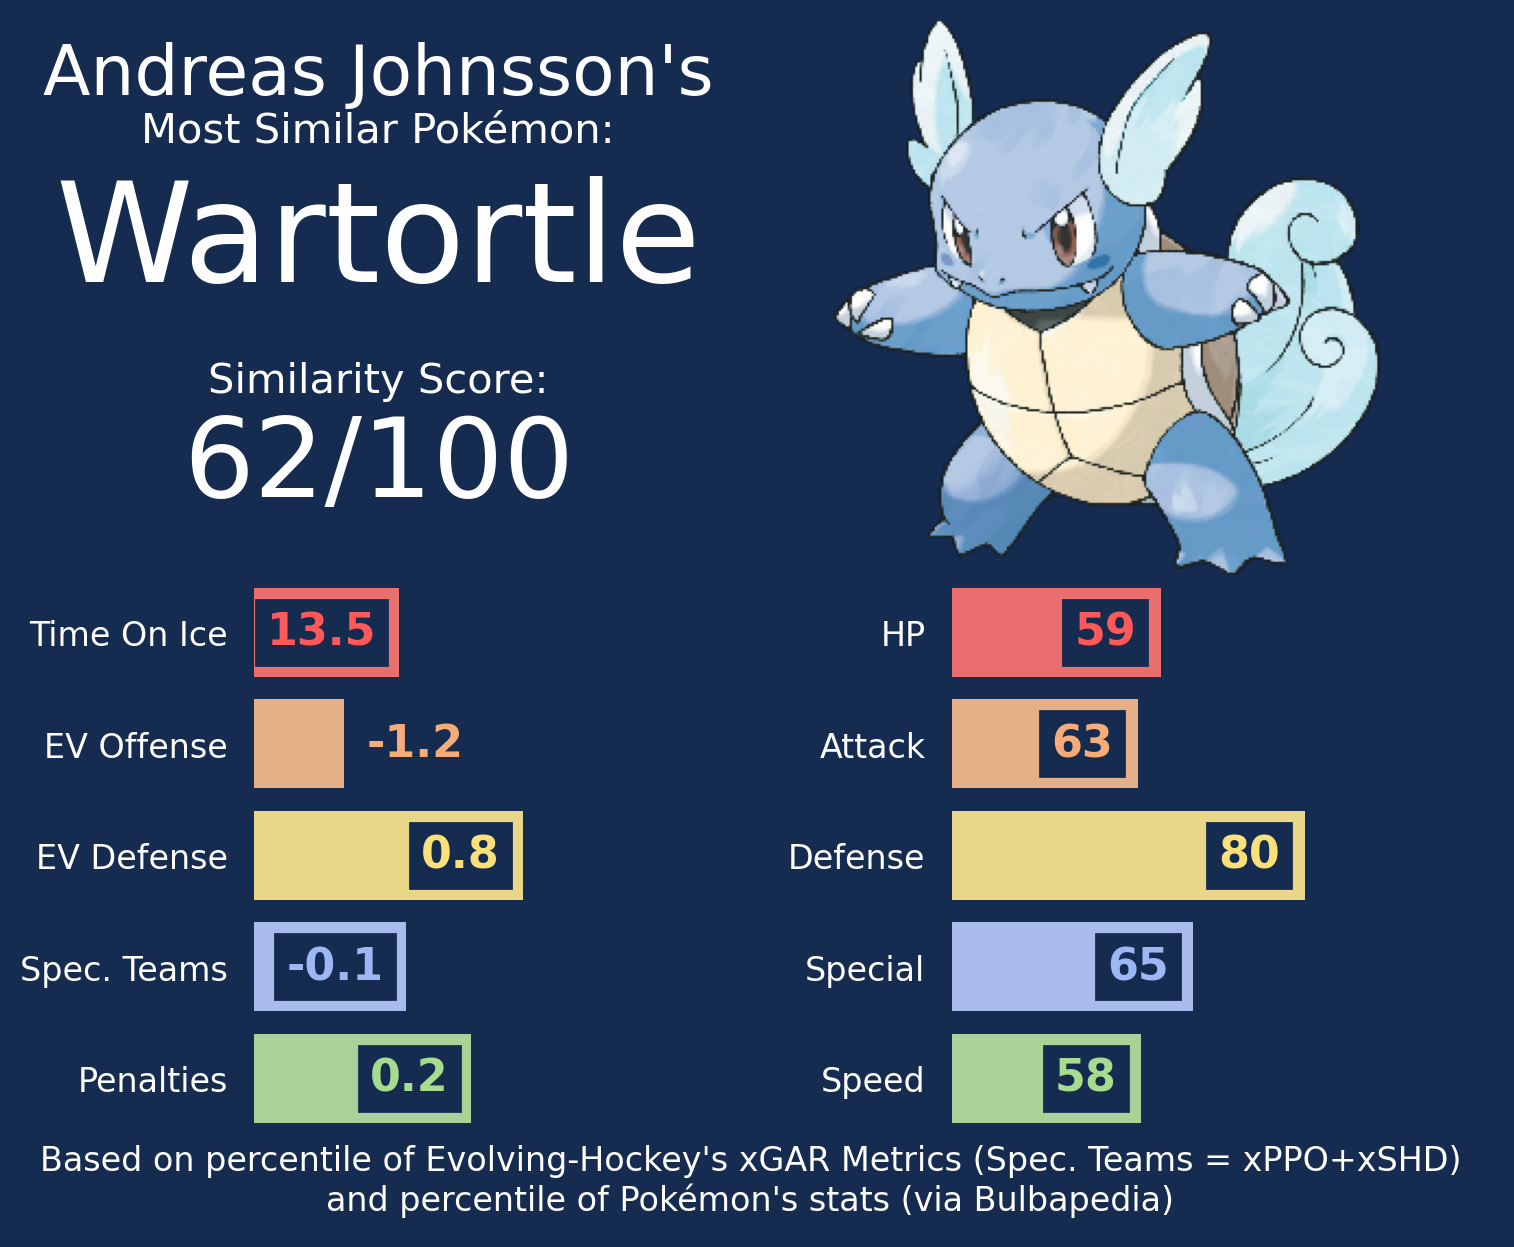 Andreas Johnsson's
Most Similar Pokémon:
Wartortle
Similarity Score:
62/100
Time On Ice 13.5
EV Offense -1.2
EV Defense 0.8
Spec. Teams -0.1
Penalties 0.2
HP 59
Attack 63
Defense 80
Special 65
Speed 58
Based on percentile of Evolving-Hockey's xGAR Metrics (Spec. Teams = xPPO+xSHD)
and percentile of Pokémon's stats (via Bulbapedia)